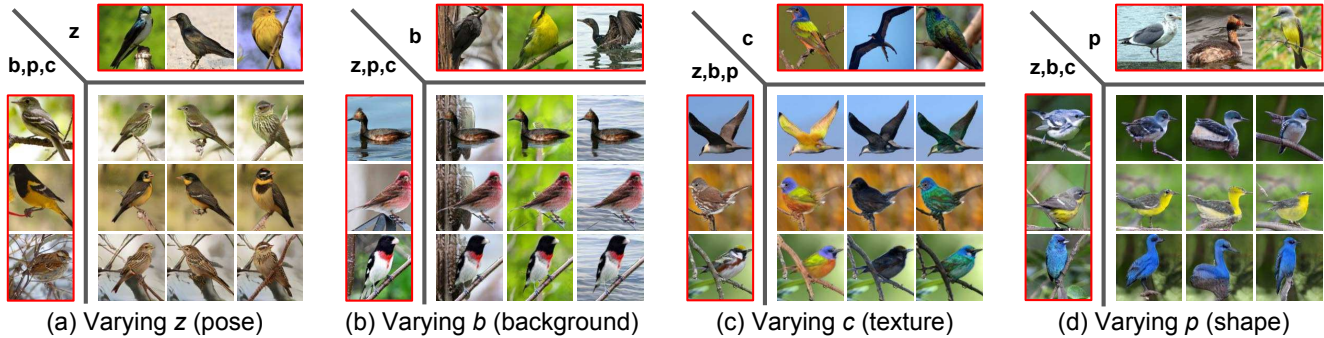 z
b,p,c
(a) Varying z (pose)
b
z,p,c
(b) Varying b (background)
c
z,b,p
(c) Varying c (texture)
p
z,b,c
(d) Varying p (shape)